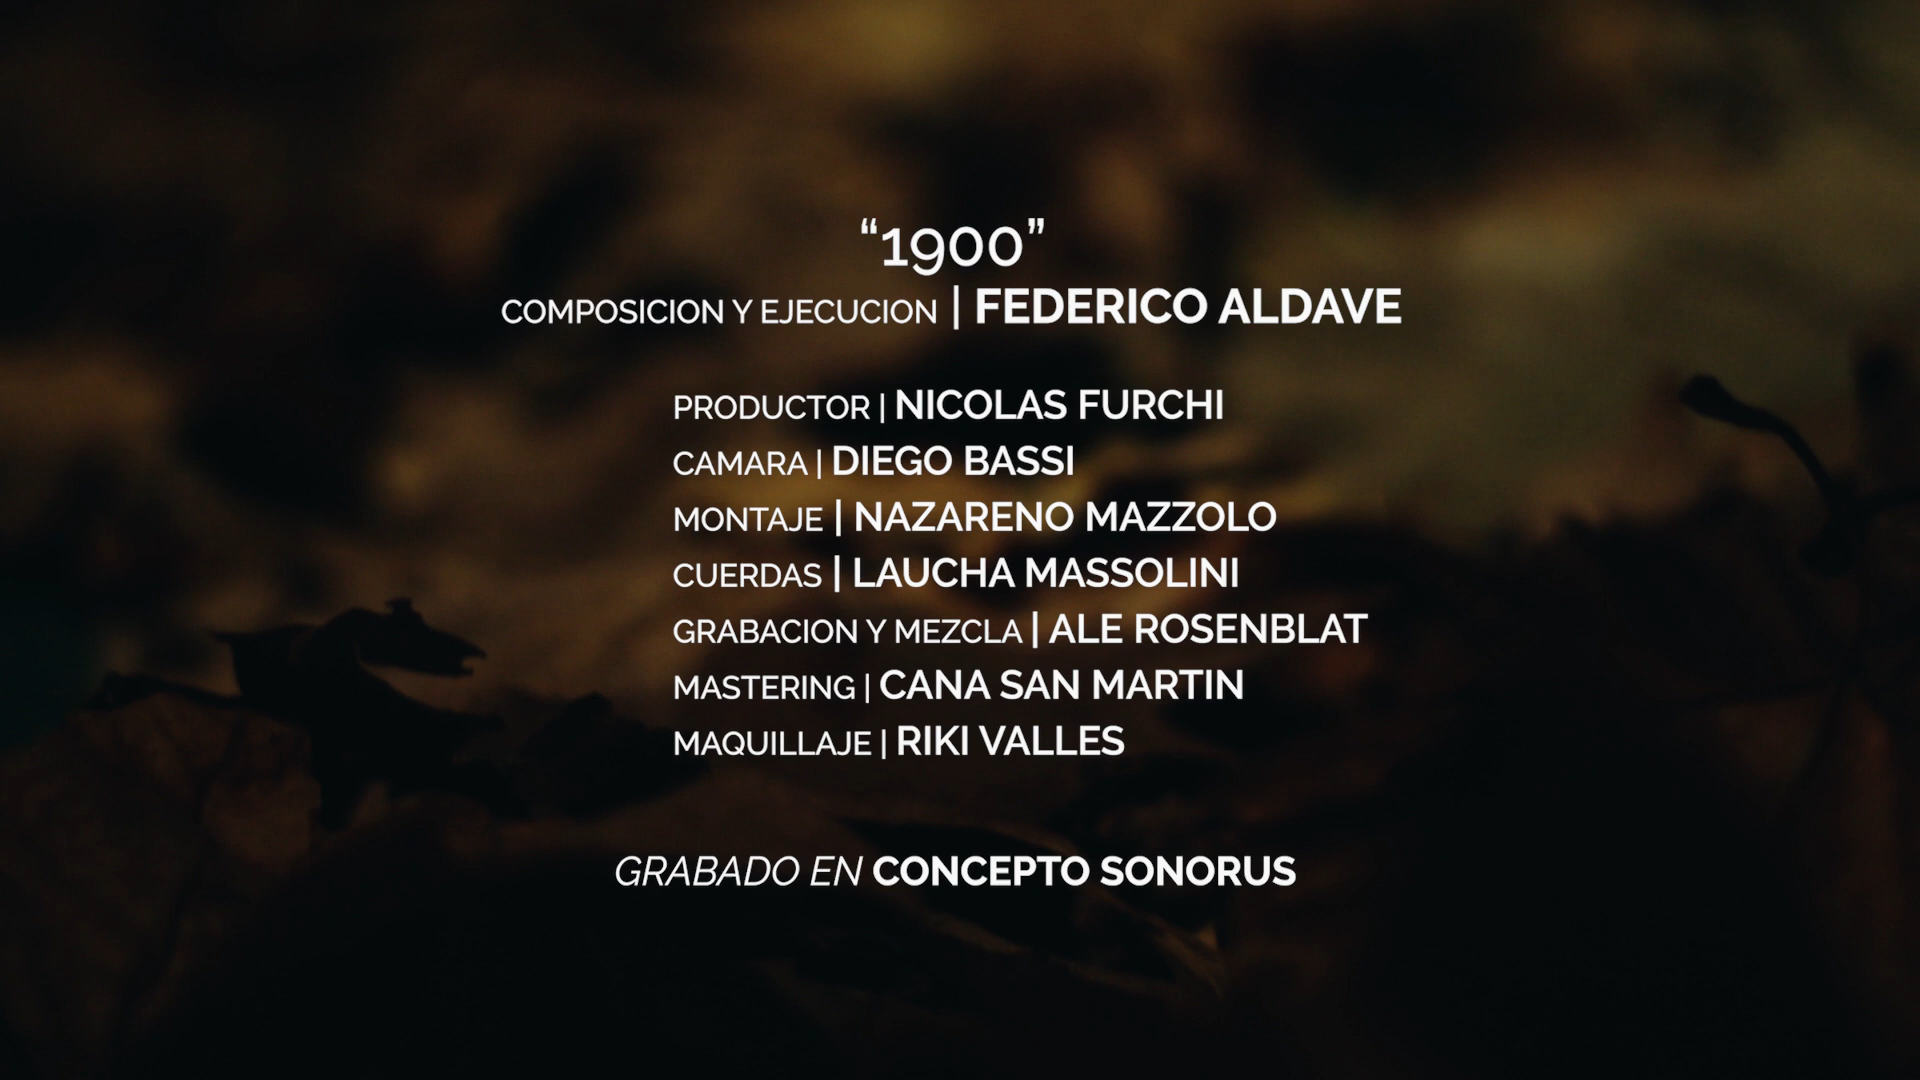 “1900”
COMPOSICION Y EJECUCION | FEDERICO ALDAVE
PRODUCTOR | NICOLAS FURCHI
CAMARA | DIEGO BASSI
MONTAJE | NAZARENO MAZZOLO
CUERDAS | LAUCHA MASSOLINI
GRABACION Y MEZCLA | ALE ROSENBLAT
MASTERING | CANA SAN MARTIN
MAQUILLAJE | RIKI VALLES
GRABADO EN CONCEPTO SONORUS